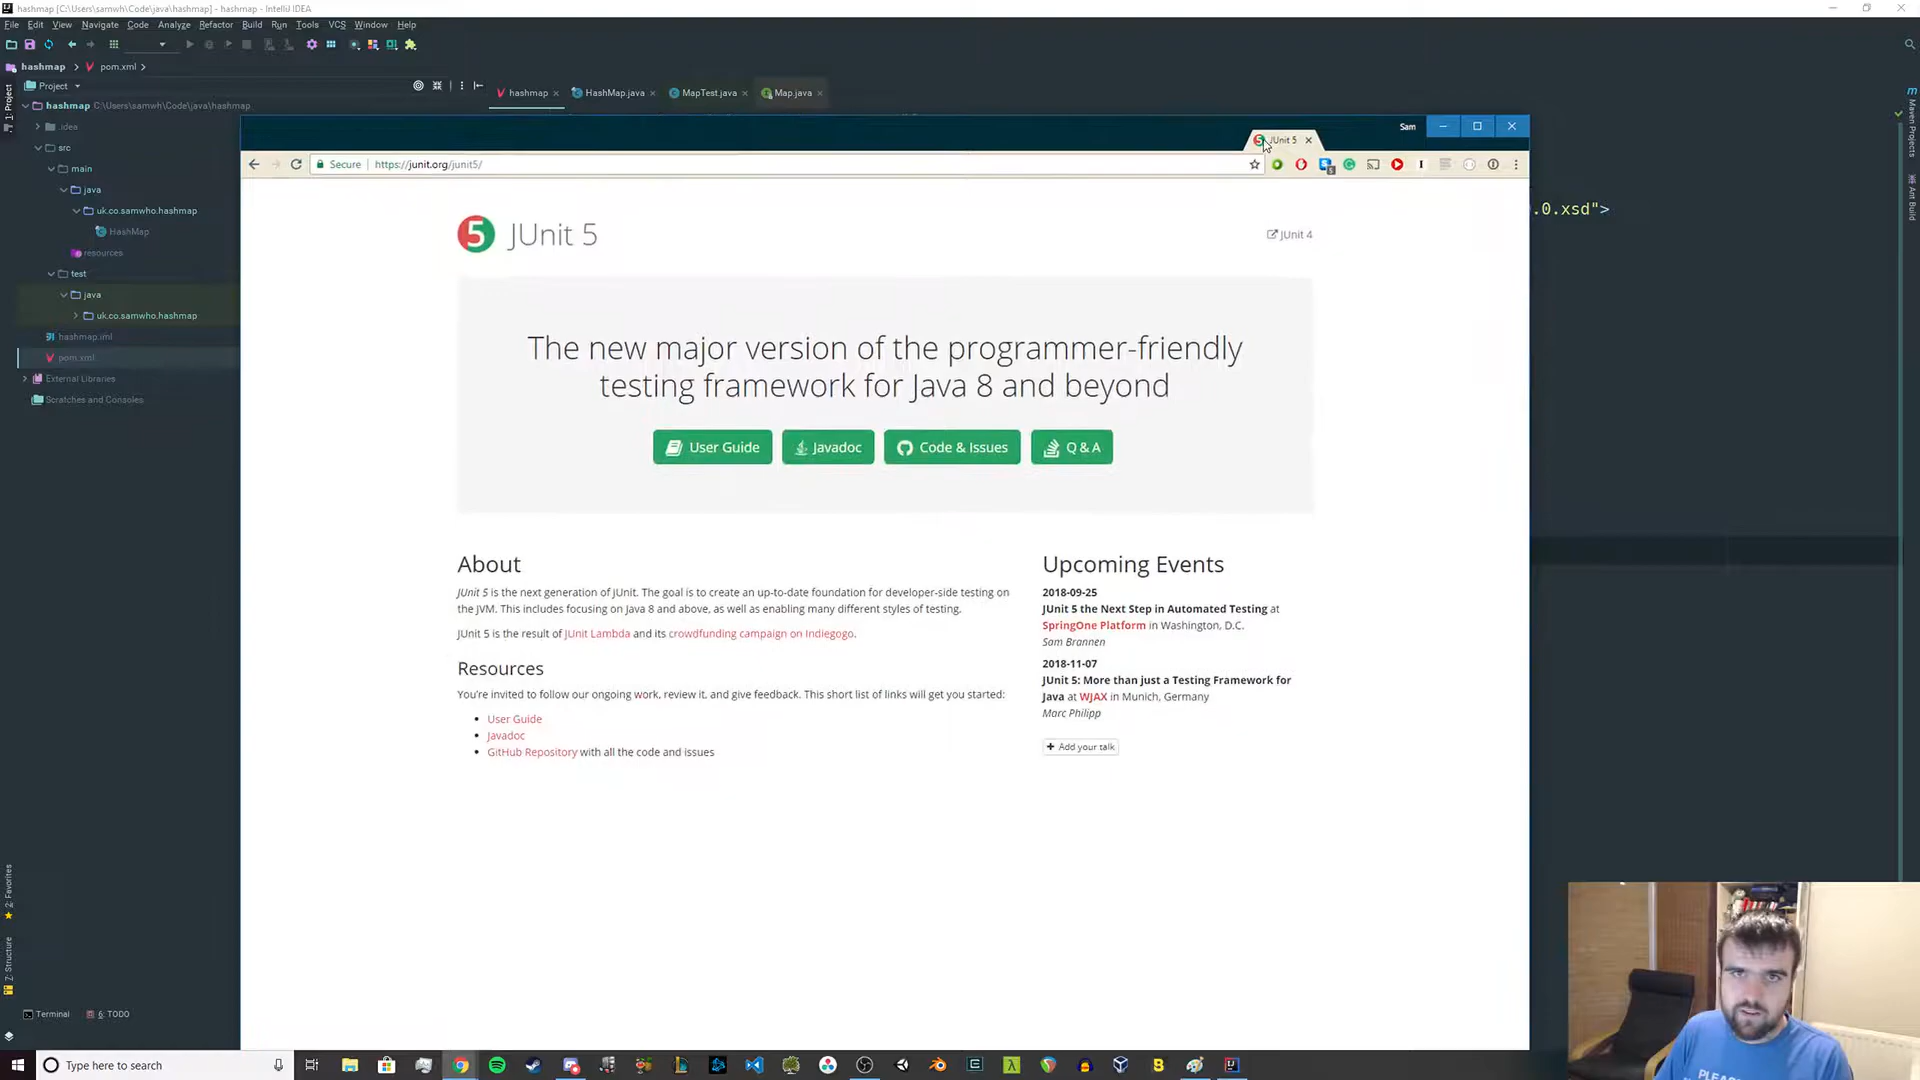 hashmap [C:\Users\samwh\Code\java\hashmap] - hashmap - IntelliJ IDEA
File Edit View Navigate Code Analyze Refactor Build Run Tools VCS Window Help
hashmap pom.xml
Project
hashmap HashMap.java MapTest.java Map.java
1: Project
hashmap C:\Users\samwh\Code\java\hashmap
.idea
src
main
java
uk.co.samwho.hashmap
HashMap
resources
test
java
uk.co.samwho.hashmap
hashmap.iml
pom.xml
External Libraries
Scratches and Consoles
Maven Projects
Ant Build
.0.xsd">
Sam
JUnit 5
Secure https://junit.org/junit5/
5 JUnit 5
JUnit 4
The new major version of the programmer-friendly
testing framework for Java 8 and beyond
User Guide Javadoc Code & Issues Q & A
About
JUnit 5 is the next generation of JUnit. The goal is to create an up-to-date foundation for developer-side testing on
the JVM. This includes focusing on Java 8 and above, as well as enabling many different styles of testing.
JUnit 5 is the result of JUnit Lambda and its crowdfunding campaign on Indiegogo.
Resources
You're invited to follow our ongoing work, review it, and give feedback. This short list of links will get you started:
User Guide
Javadoc
GitHub Repository with all the code and issues
Upcoming Events
2018-09-25
JUnit 5 the Next Step in Automated Testing at
SpringOne Platform in Washington, D.C.
Sam Brannen
2018-11-07
JUnit 5: More than just a Testing Framework for
Java at WJAX in Munich, Germany
Marc Philipp
+ Add your talk
2: Favorites
7: Structure
Terminal 6: TODO
Type here to search
PLEAS